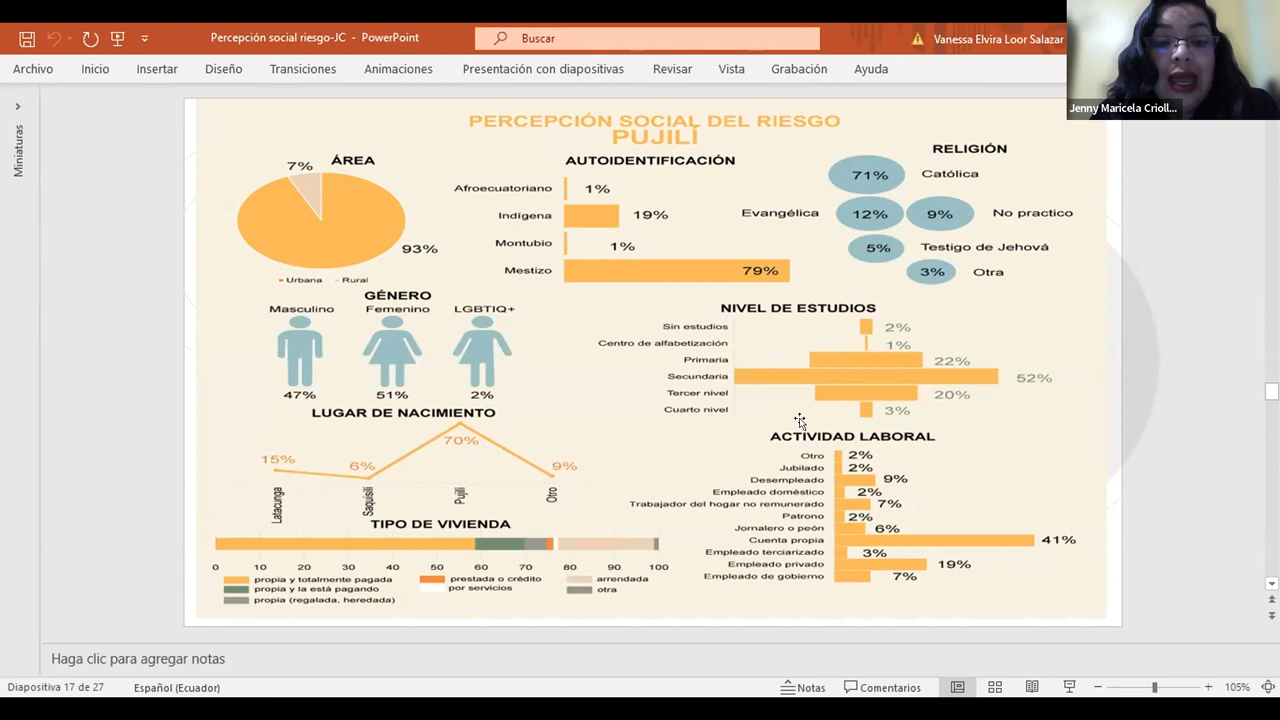 Percepción social riesgo-JC - PowerPoint
Buscar
Vanessa Elvira Loor Salazar
Archivo Inicio Insertar Diseño Transiciones Animaciones Presentación con diapositivas Revisar Vista Grabación Ayuda
Jenny Maricela Crioll...
Miniaturas
PERCEPCIÓN SOCIAL DEL RIESGO
PUJILÍ
ÁREA
7%
93%
Urbana Rural
AUTOIDENTIFICACIÓN
Afroecuatoriano 1%
Indígena 19%
Montubio 1%
Mestizo 79%
RELIGIÓN
71% Católica
Evangélica 12% 9% No practico
5% Testigo de Jehová
3% Otra
GÉNERO
Masculino Femenino LGBTIQ+
47% 51% 2%
NIVEL DE ESTUDIOS
Sin estudios 2%
Centro de alfabetización 1%
Primaria 22%
Secundaria 52%
Tercer nivel 20%
Cuarto nivel 3%
LUGAR DE NACIMIENTO
15% 6% 70% 9%
Latacunga Saquisilí Pujilí Otro
ACTIVIDAD LABORAL
Otro 2%
Jubilado 2%
Desempleado 9%
Empleado doméstico 2%
Trabajador del hogar no remunerado 7%
Patrono 2%
Jornalero o peón 6%
Cuenta propia 41%
Empleado terciarizado 3%
Empleado privado 19%
Empleado de gobierno 7%
TIPO DE VIVIENDA
0 10 20 30 40 50 60 70 80 90 100
propia y totalmente pagada prestada o crédito arrendada
propia y la está pagando por servicios otra
propia (regalada, heredada)
Haga clic para agregar notas
Diapositiva 17 de 27 Español (Ecuador) Notas Comentarios 105%